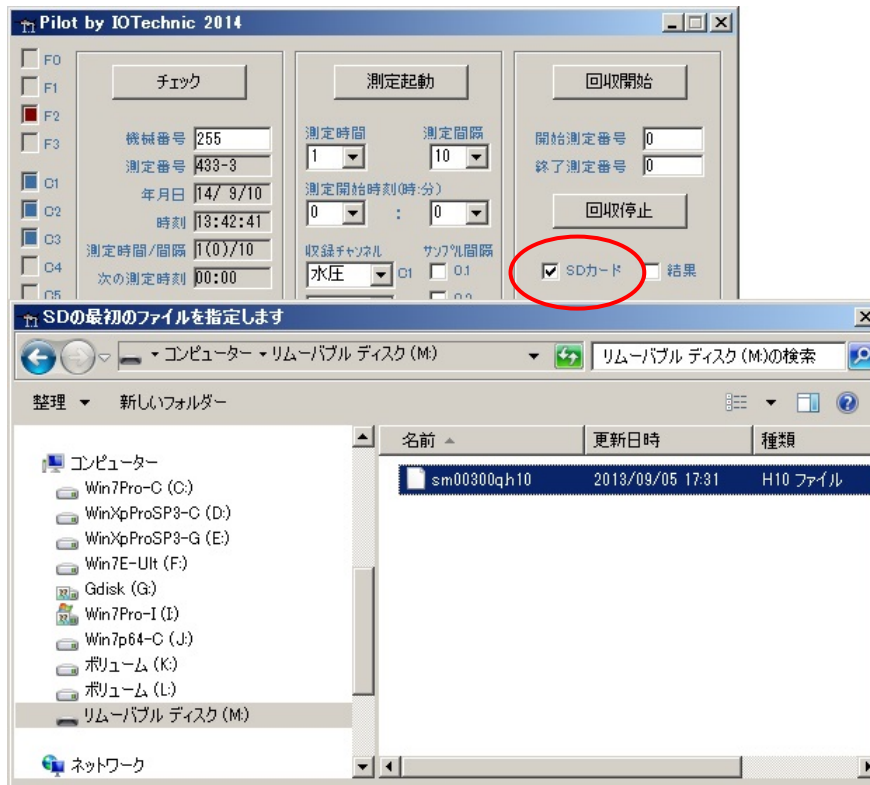 Pilot by IOTechnic 2014
F0
F1
F2
F3
C1
C2
C3
C4
C5
チェック
機械番号 255
測定番号 433-3
年月日 14/ 9/10
時刻 13:42:41
測定時間/間隔 1(0)/10
次の測定時刻 00:00
測定起動
測定時間 測定間隔
1 10
測定開始時刻(時:分)
0 : 0
収録チャンネル サンプル間隔
水圧 C1 0.1
0.2
回収開始
開始測定番号 0
終了測定番号 0
回収停止
SDカード 結果
SDの最初のファイルを指定します
コンピューター リムーバブル ディスク (M:)
リムーバブル ディスク (M:)の検索
整理 新しいフォルダー
名前 更新日時 種類
sm00300q.h10 2013/09/05 17:31 H10 ファイル
コンピューター
Win7Pro-C (C:)
WinXpProSP3-C (D:)
WinXpProSP3-G (E:)
Win7E-Ult (F:)
Gdisk (G:)
Win7Pro-I (I:)
Win7p64-C (J:)
ボリューム (K:)
ボリューム (L:)
リムーバブル ディスク (M:)
ネットワーク